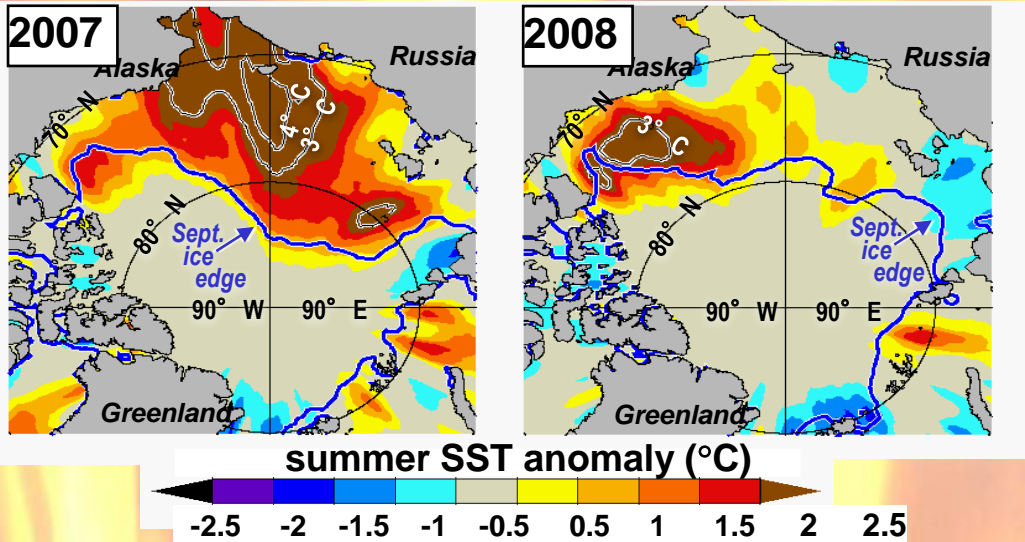 2007
Alaska
Russia
70° N
4° C
3° C
80° N
Sept.
ice
edge
90° W 90° E
Greenland
2008
Alaska
Russia
70° N
3° C
80° N
Sept.
ice
edge
90° W 90° E
Greenland
summer SST anomaly (°C)
-2.5 -2 -1.5 -1 -0.5 0.5 1 1.5 2 2.5